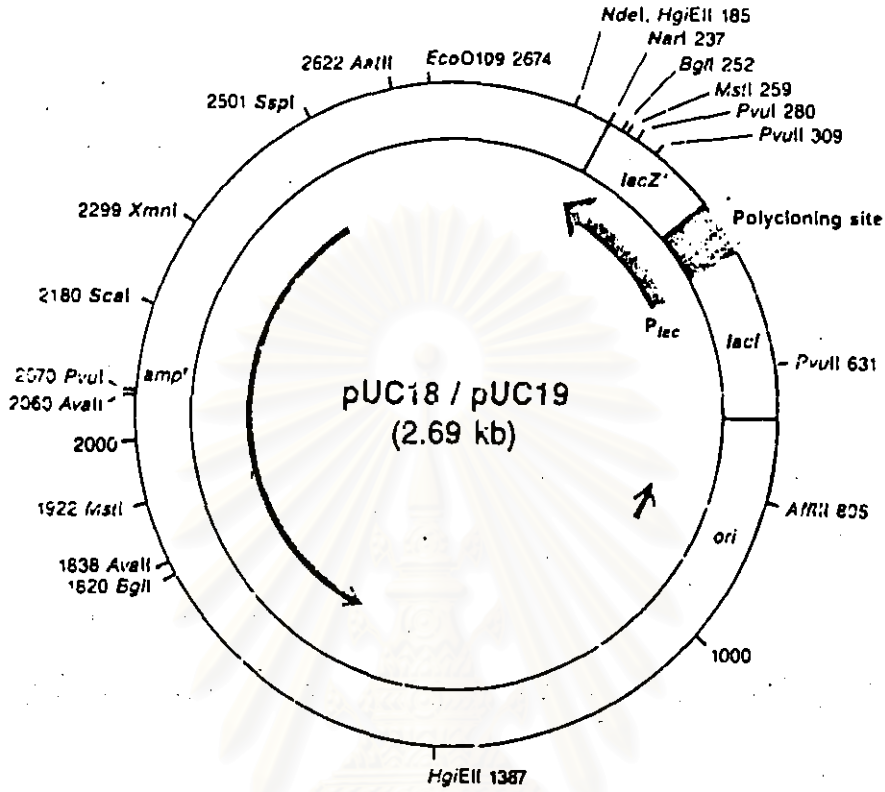 NdeI, HgiEII 185
NarI 237
BglI 252
MstI 259
PvuI 280
PvuII 309
2622 AatII
EcoO109 2674
2501 SspI
2299 XmnI
2180 ScaI
2070 PvuI
2060 AvaII
2000
1922 MstI
1838 AvaII
1820 BglI
ampr
lacZ'
Polycloning site
Plac
lacI
PvuII 631
pUC18 / pUC19
(2.69 kb)
AflIII 806
ori
1000
HgiEII 1387